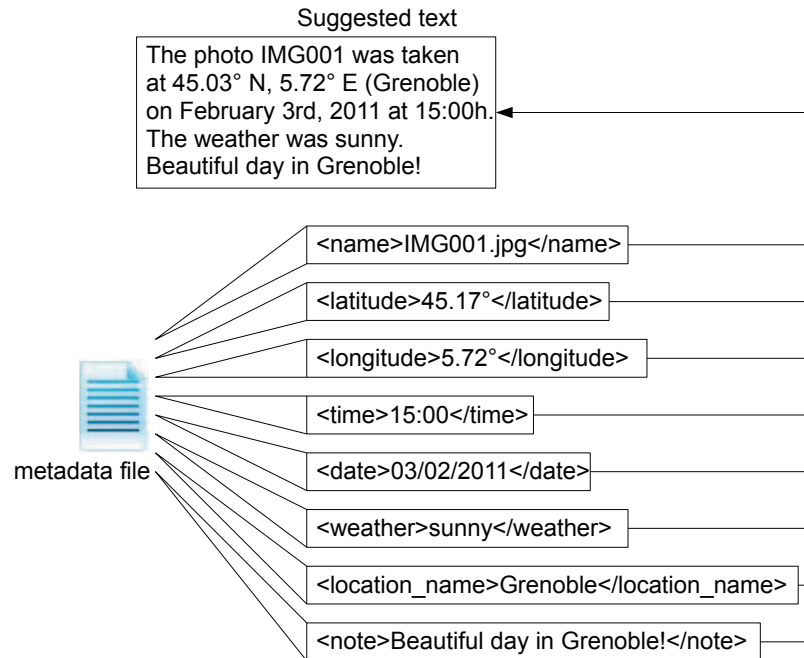 Suggested text
The photo IMG001 was taken
at 45.03° N, 5.72° E (Grenoble)
on February 3rd, 2011 at 15:00h.
The weather was sunny.
Beautiful day in Grenoble!
<name>IMG001.jpg</name>
<latitude>45.17°</latitude>
<longitude>5.72°</longitude>
<time>15:00</time>
<date>03/02/2011</date>
<weather>sunny</weather>
<location_name>Grenoble</location_name>
<note>Beautiful day in Grenoble!</note>
metadata file